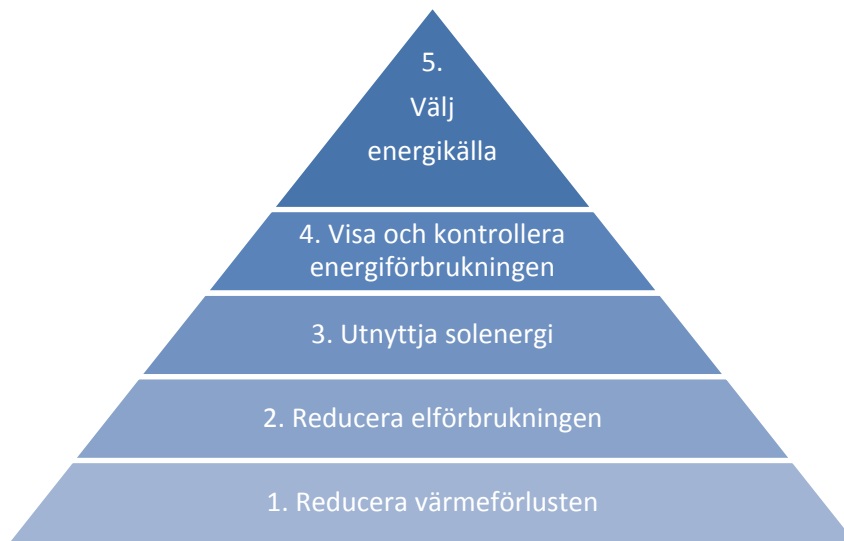 5.
Välj
energikälla
4. Visa och kontrollera
energiförbrukningen
3. Utnyttja solenergi
2. Reducera elförbrukningen
1. Reducera värmeförlusten